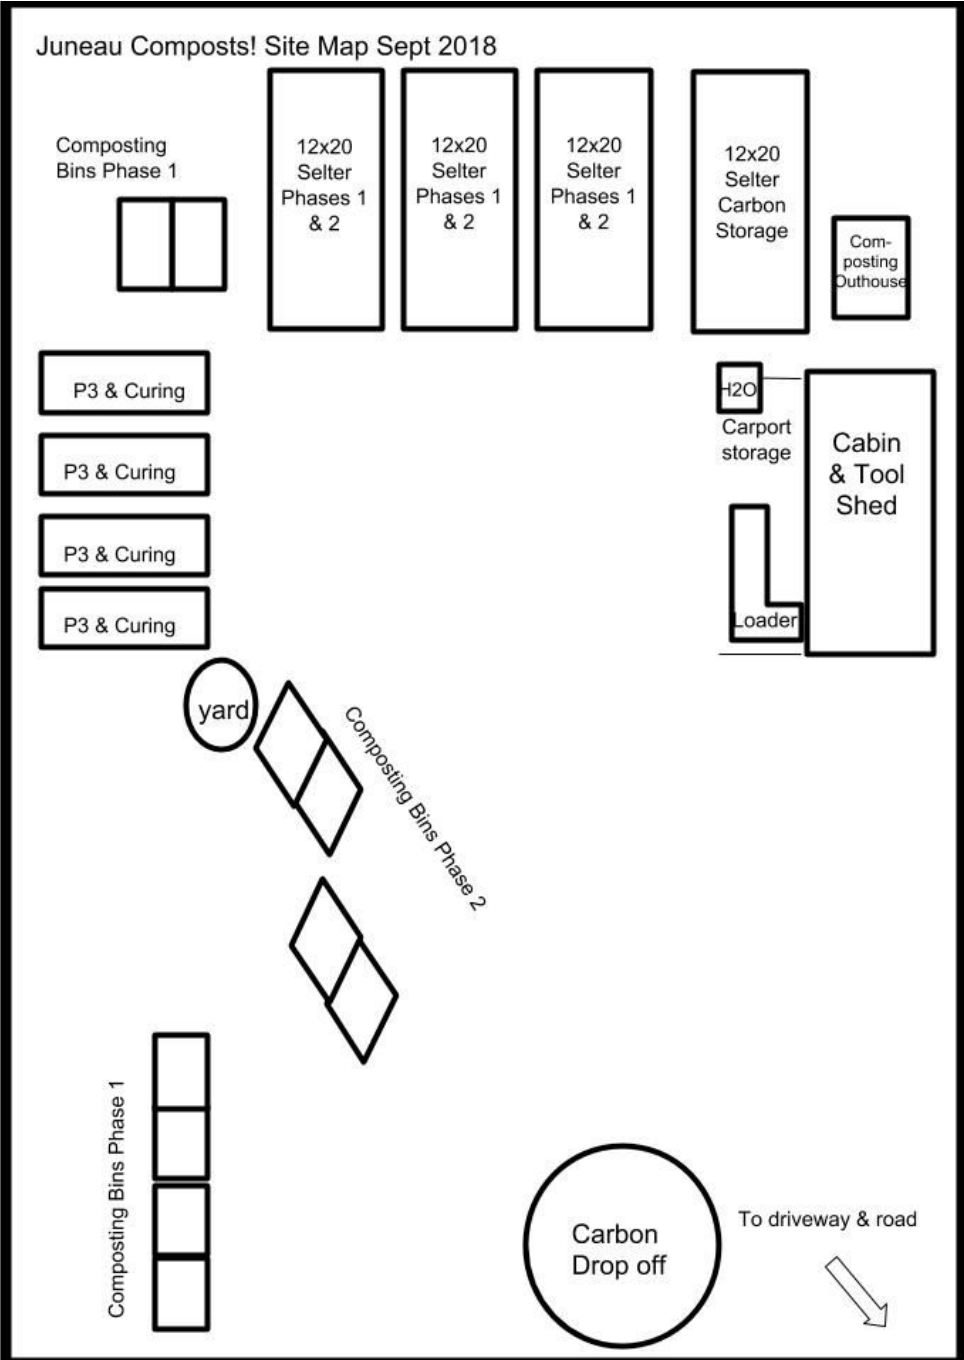 Juneau Composts! Site Map Sept 2018
Composting
Bins Phase 1
12x20
Selter
Phases 1
& 2
12x20
Selter
Phases 1
& 2
12x20
Selter
Phases 1
& 2
12x20
Selter
Carbon
Storage
Com-
posting
Outhouse
P3 & Curing
P3 & Curing
P3 & Curing
P3 & Curing
H2O
Carport
storage
Cabin
& Tool
Shed
Loader
yard
Composting Bins Phase 2
Composting Bins Phase 1
Carbon
Drop off
To driveway & road